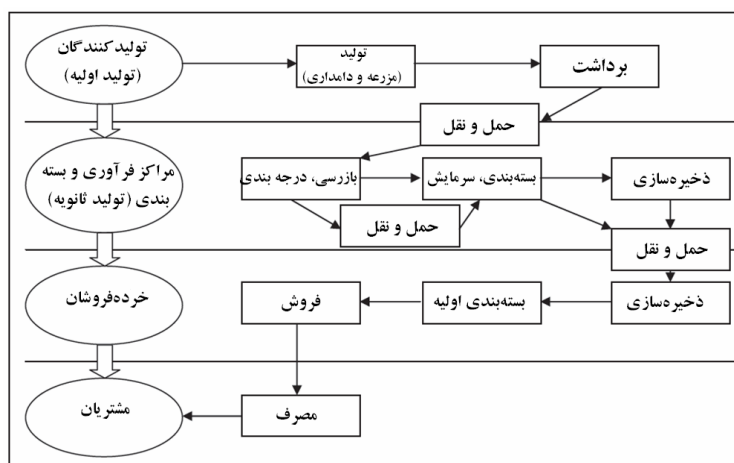 تولیدکنندگان
(تولید اولیه)
تولید
(مزرعه و دامداری)
برداشت
حمل و نقل
مراکز فرآوری و بسته
بندی (تولید ثانویه)
بازرسی، درجه بندی
بسته‌بندی، سرمایش
ذخیره‌سازی
حمل و نقل
حمل و نقل
خرده‌فروشان
فروش
بسته‌بندی اولیه
ذخیره‌سازی
مشتریان
مصرف